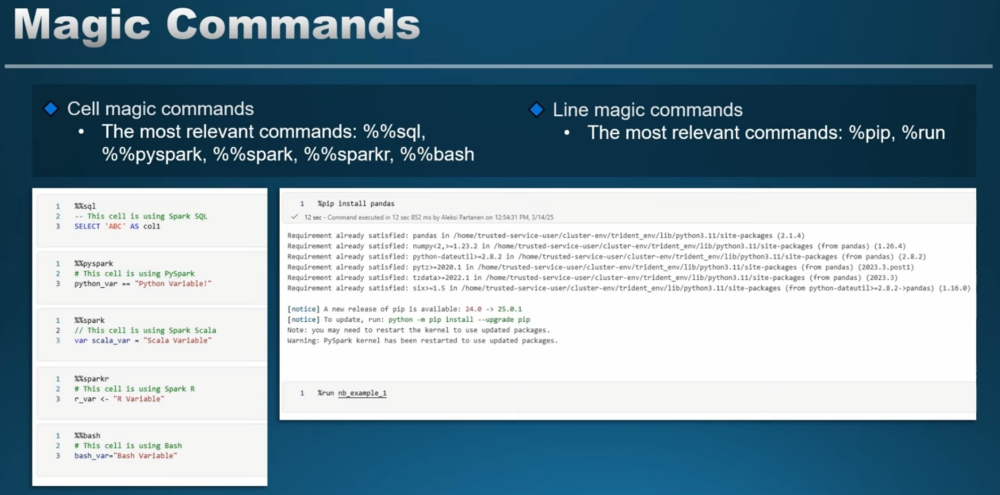 Magic Commands
Cell magic commands
• The most relevant commands: %%sql,
%%pyspark, %%spark, %%sparkr, %%bash
Line magic commands
• The most relevant commands: %pip, %run
1 %%sql
2 -- This cell is using Spark SQL
3 SELECT 'ABC' AS col1
1 %%pyspark
2 # This cell is using PySpark
3 python_var == "Python Variable!"
1 %%spark
2 // This cell is using Spark Scala
3 var scala_var = "Scala Variable"
1 %%sparkr
2 # This cell is using Spark R
3 r_var <- "R Variable"
1 %%bash
2 # This cell is using Bash
3 bash_var="Bash Variable"
1 %pip install pandas
12 sec - Command executed in 12 sec 852 ms by Aleksi Partanen on 12:54:31 PM, 3/14/25
Requirement already satisfied: pandas in /home/trusted-service-user/cluster-env/trident_env/lib/python3.11/site-packages (2.1.4)
Requirement already satisfied: numpy<2,>=1.23.2 in /home/trusted-service-user/cluster-env/trident_env/lib/python3.11/site-packages (from pandas) (1.26.4)
Requirement already satisfied: python-dateutil>=2.8.2 in /home/trusted-service-user/cluster-env/trident_env/lib/python3.11/site-packages (from pandas) (2.8.2)
Requirement already satisfied: pytz>=2020.1 in /home/trusted-service-user/cluster-env/trident_env/lib/python3.11/site-packages (from pandas) (2023.3.post1)
Requirement already satisfied: tzdata>=2022.1 in /home/trusted-service-user/cluster-env/trident_env/lib/python3.11/site-packages (from pandas) (2023.3)
Requirement already satisfied: six>=1.5 in /home/trusted-service-user/cluster-env/trident_env/lib/python3.11/site-packages (from python-dateutil>=2.8.2->pandas) (1.16.0)
[notice] A new release of pip is available: 24.0 -> 25.0.1
[notice] To update, run: python -m pip install --upgrade pip
Note: you may need to restart the kernel to use updated packages.
Warning: PySpark kernel has been restarted to use updated packages.
1 %run nb_example_1